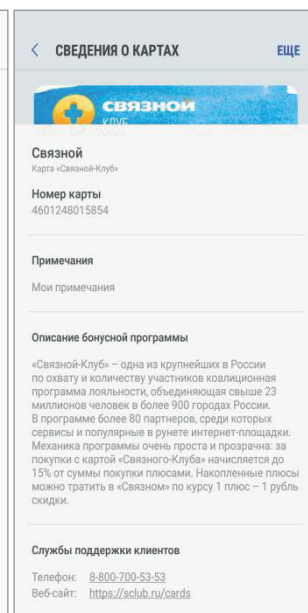 СВЕДЕНИЯ О КАРТАХ ЕЩЕ
СВЯЗНОЙ
КЛУБ
Связной
Карта «Связной-Клуб»
Номер карты
4601248015854
Примечания
Мои примечания
Описание бонусной программы
«Связной-Клуб» – одна из крупнейших в России
по охвату и количеству участников коалиционная
программа лояльности, объединяющая свыше 23
миллионов человек в более 900 городах России.
В программе более 80 партнеров, среди которых
сервисы и популярные в рунете интернет-площадки.
Механика программы очень проста и прозрачна: за
покупки с картой «Связного-Клуба» начисляется до
15% от суммы покупки плюсами. Накопленные плюсы
можно тратить в «Связном» по курсу 1 плюс – 1 рубль
скидки.
Службы поддержки клиентов
Телефон: 8-800-700-53-53
Веб-сайт: https://sclub.ru/cards